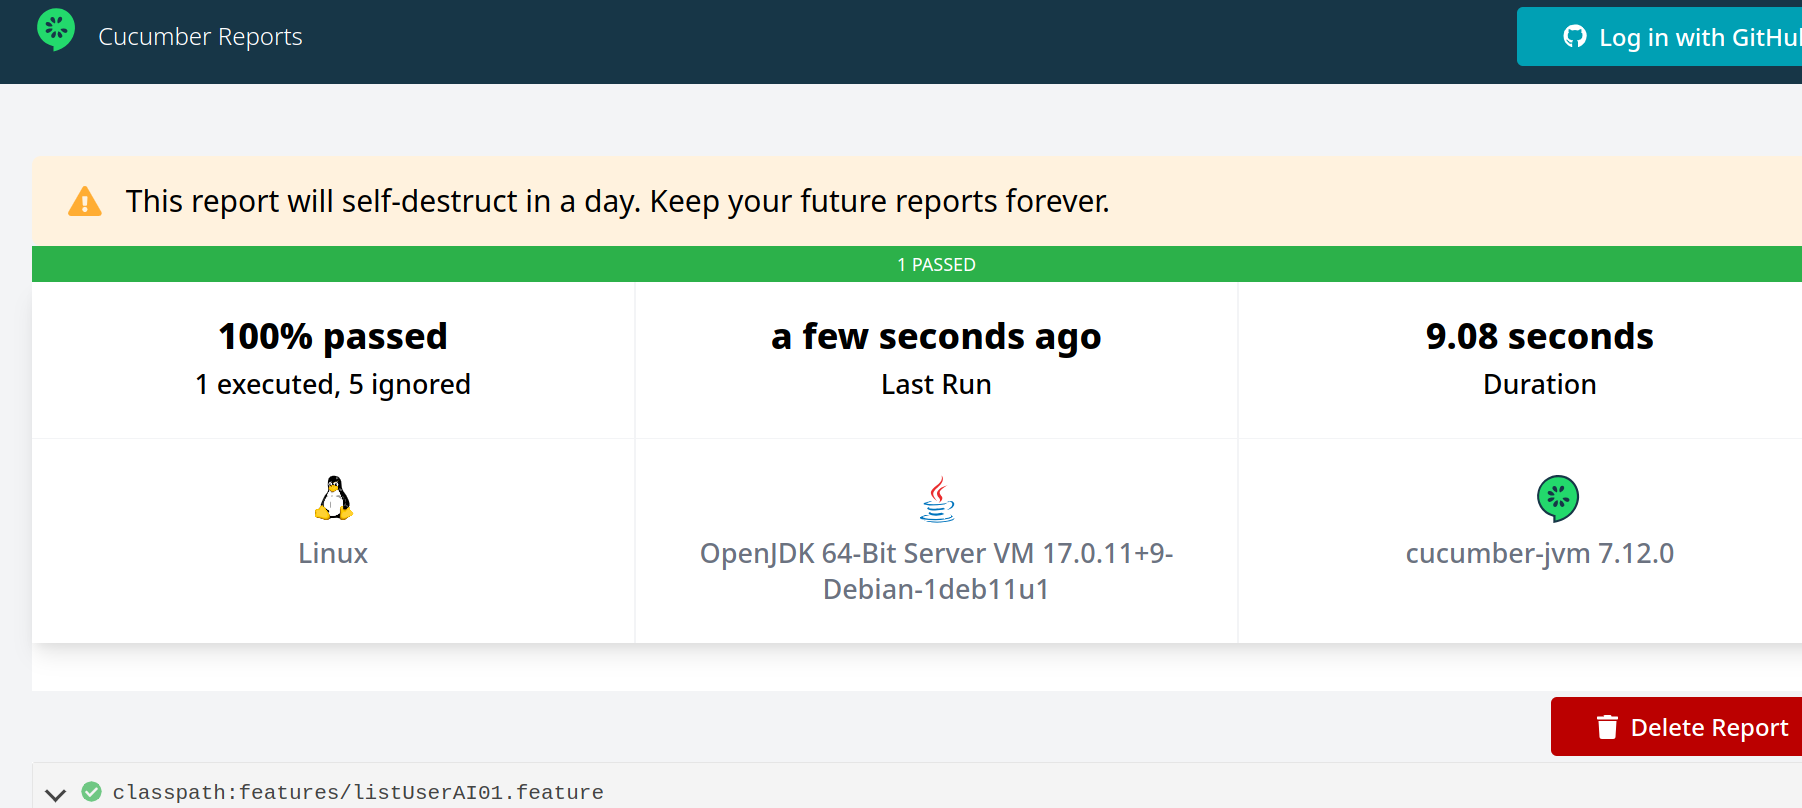 Cucumber Reports
Log in with GitHu
This report will self-destruct in a day. Keep your future reports forever.
1 PASSED
100% passed
1 executed, 5 ignored
a few seconds ago
Last Run
9.08 seconds
Duration
Linux
OpenJDK 64-Bit Server VM 17.0.11+9-
Debian-1deb11u1
cucumber-jvm 7.12.0
Delete Report
classpath:features/listUserAI01.feature